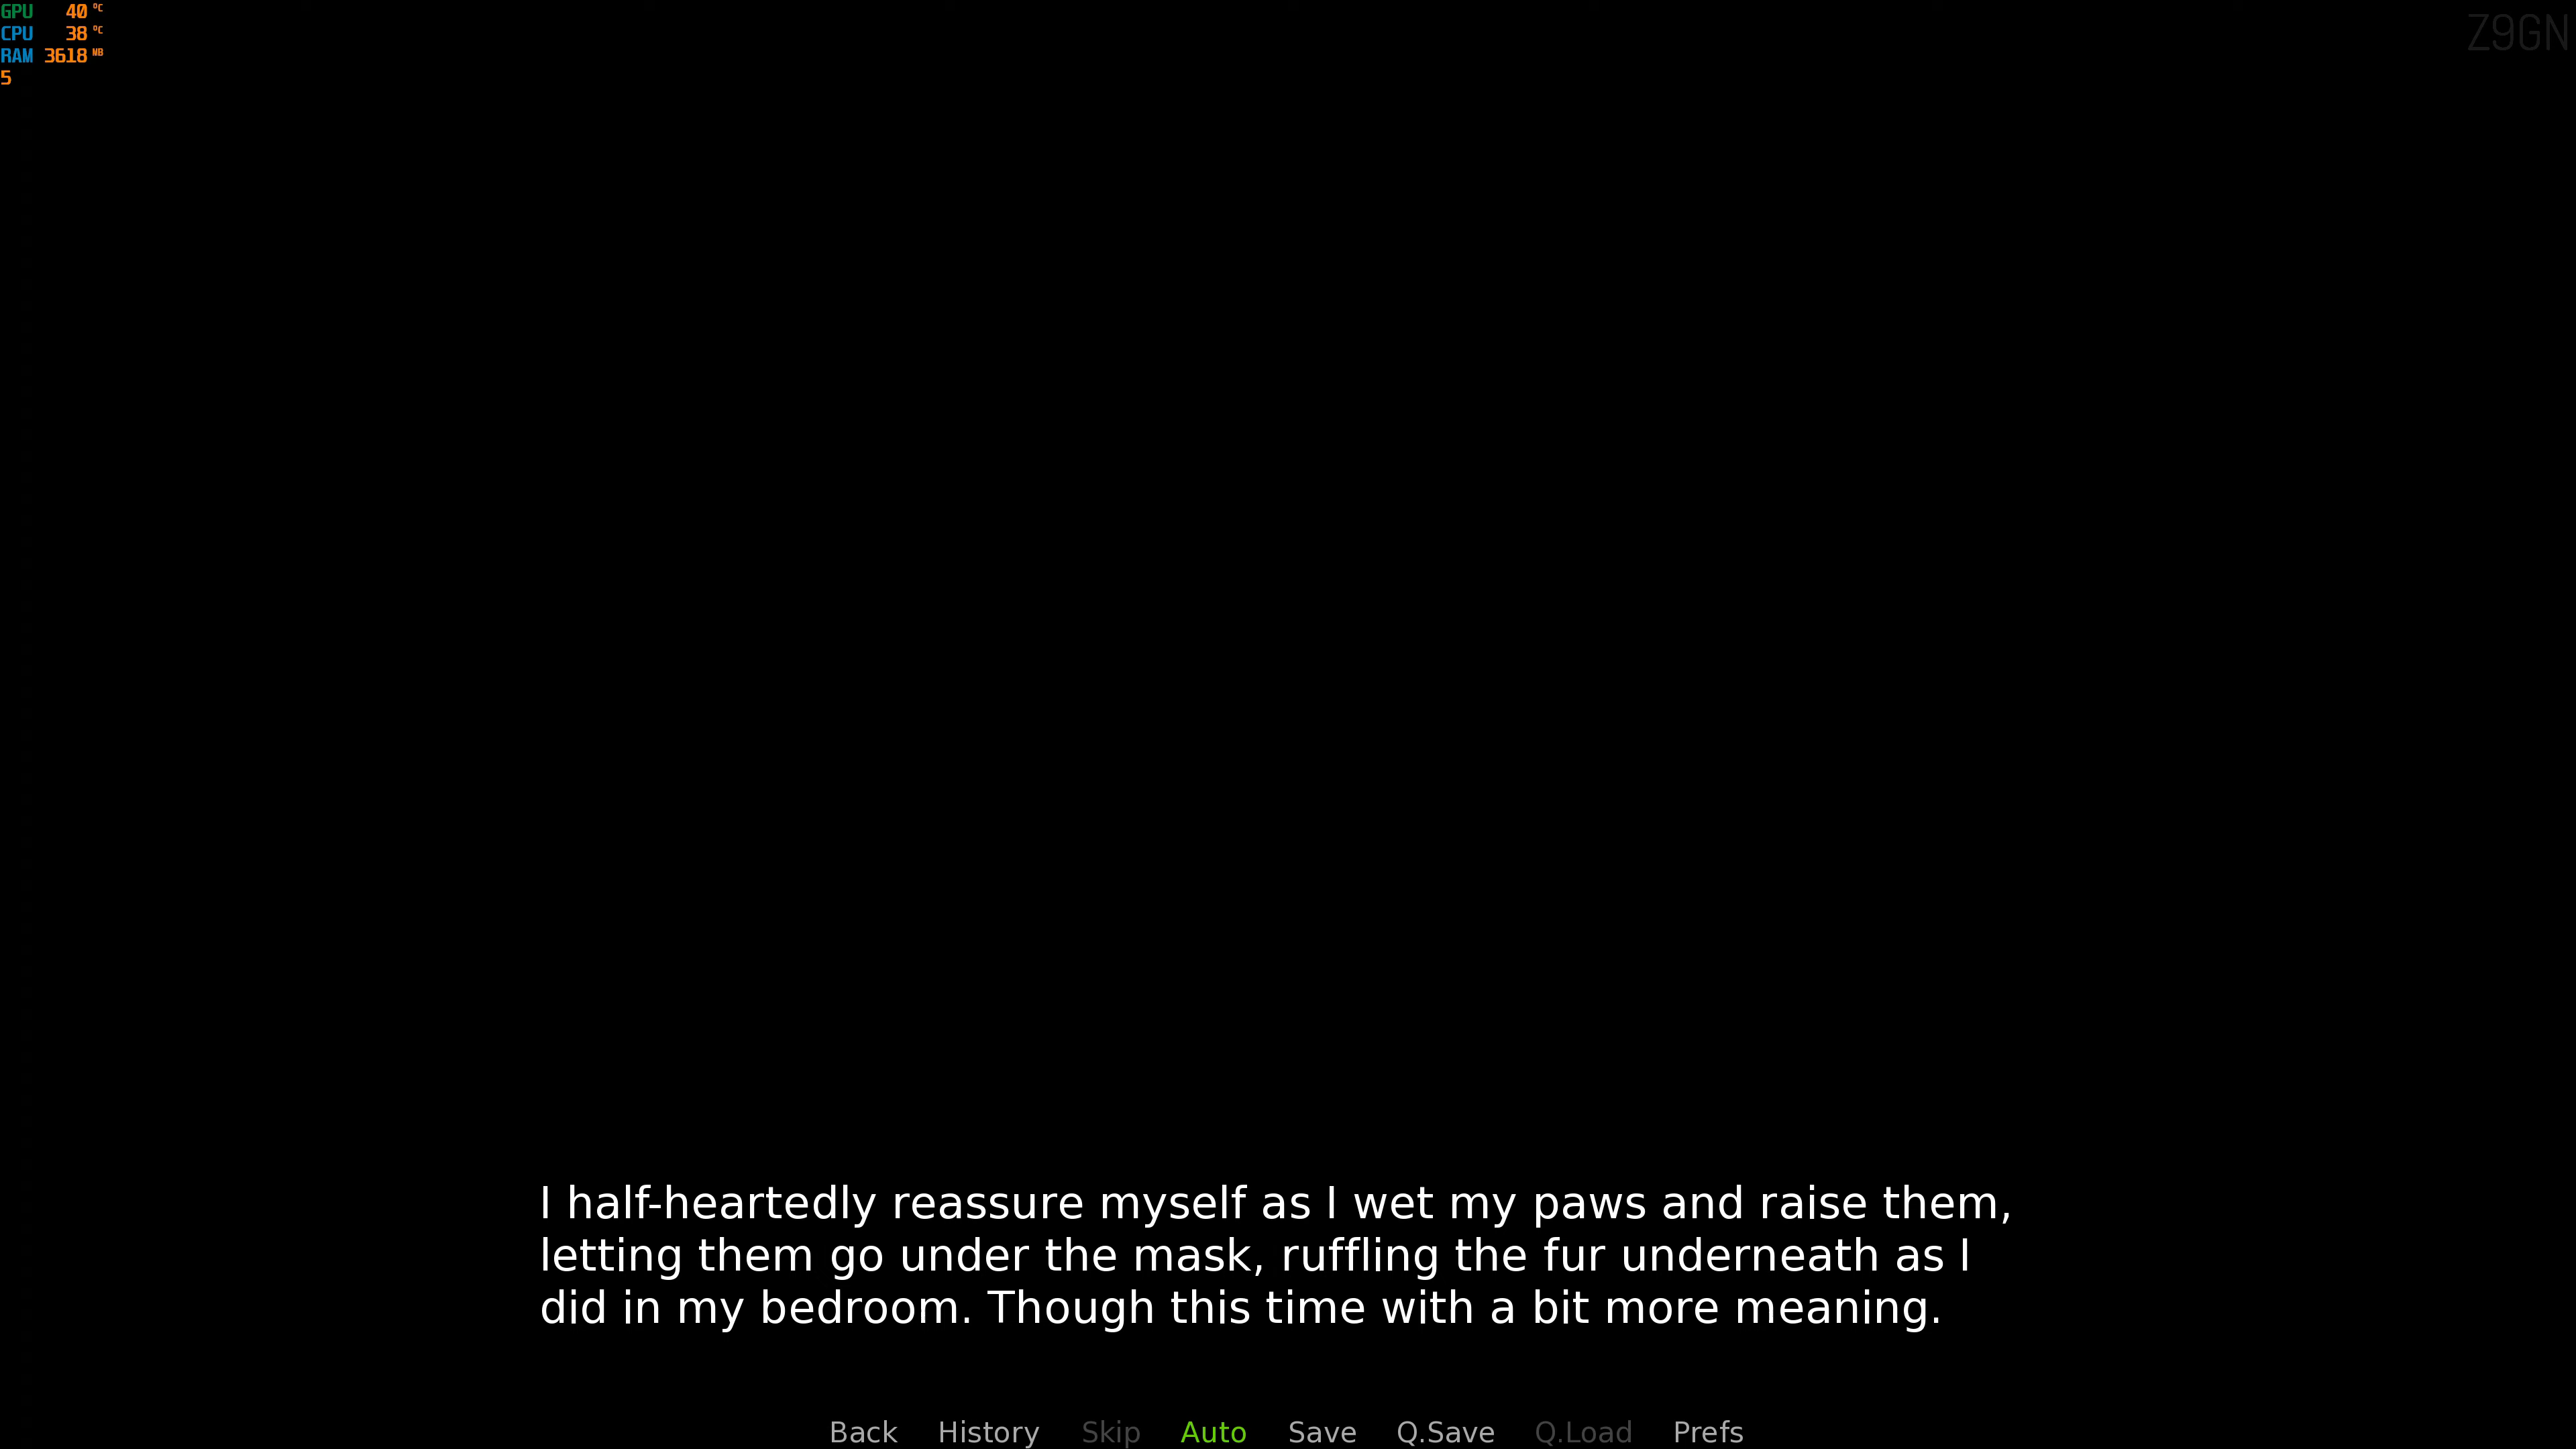 GPU 40 °C
CPU 38 °C
RAM 3618 MB
5
Z9GN
I half-heartedly reassure myself as I wet my paws and raise them,
letting them go under the mask, ruffling the fur underneath as I
did in my bedroom. Though this time with a bit more meaning.
Back History Skip Auto Save Q.Save Q.Load Prefs